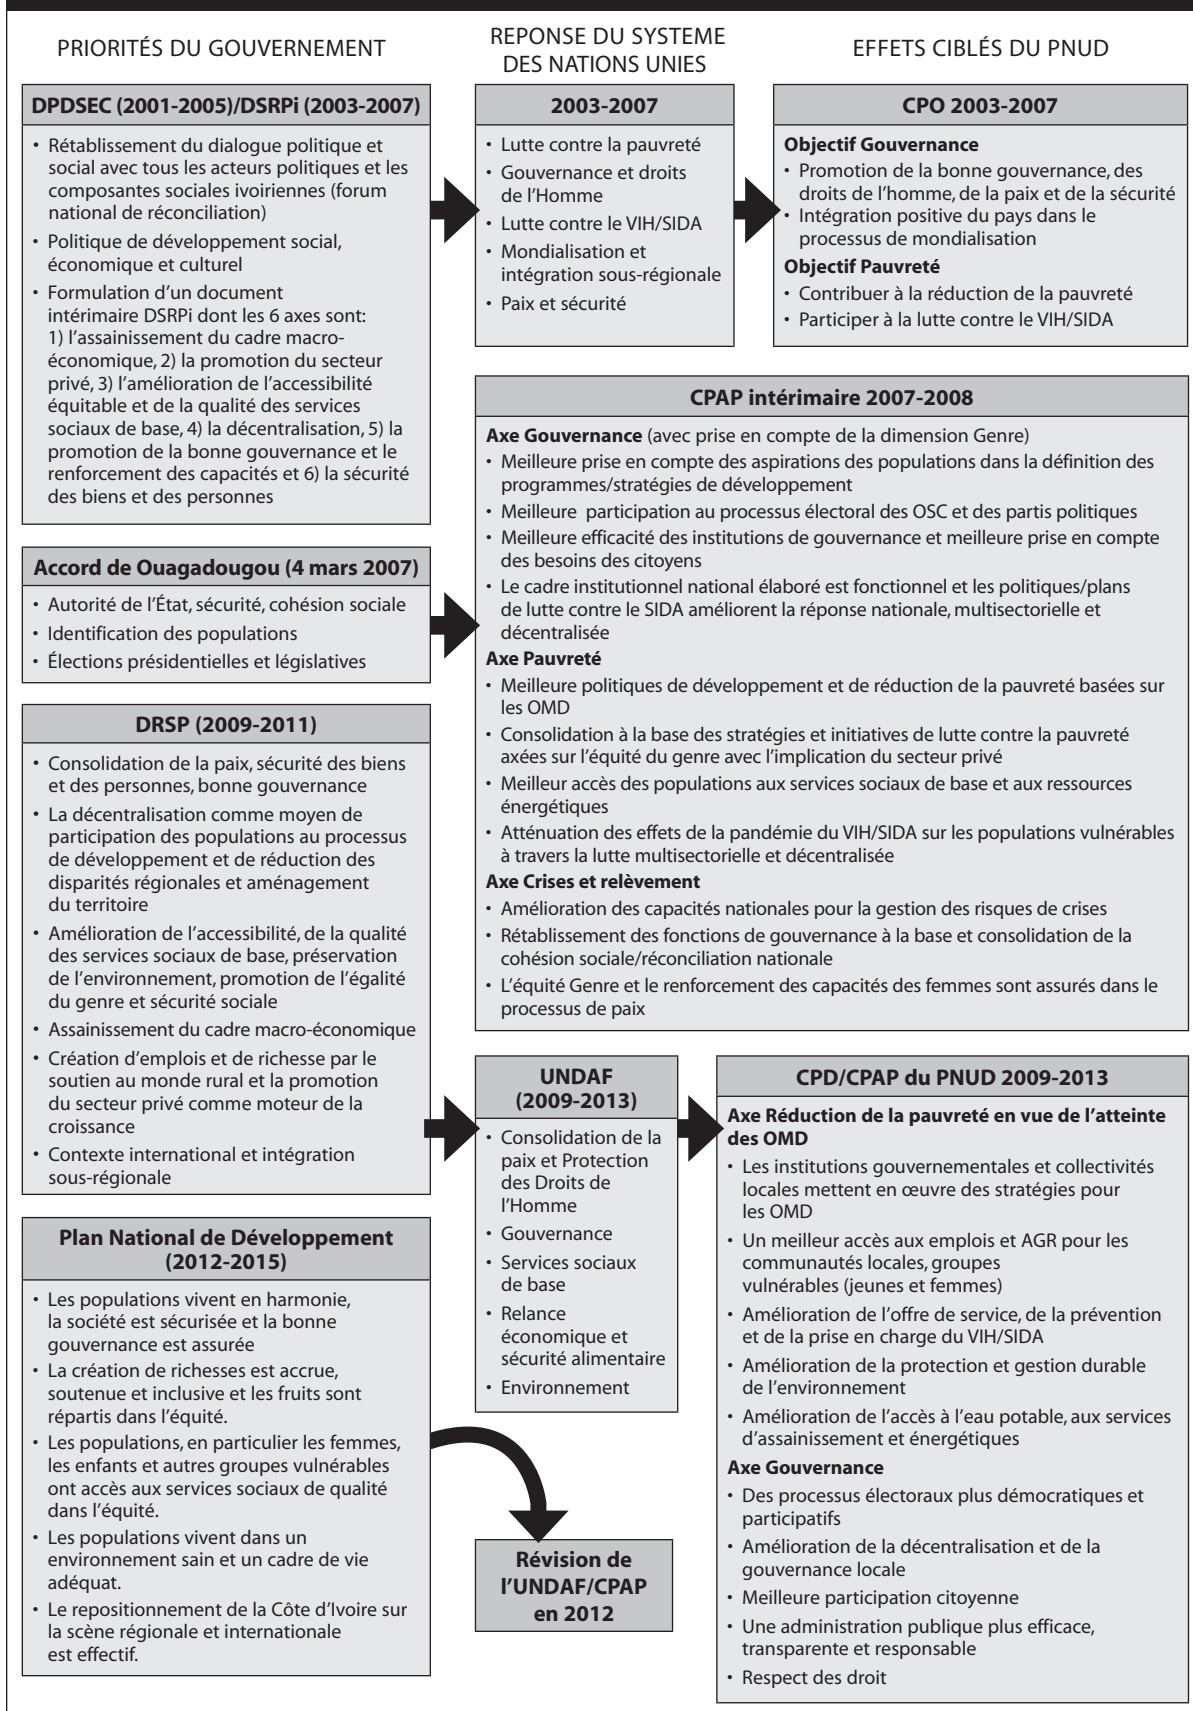 PRIORITÉS DU GOUVERNEMENT
REPONSE DU SYSTEME
DES NATIONS UNIES
EFFETS CIBLÉS DU PNUD
DPDSEC (2001-2005)/DSRPi (2003-2007)
• Rétablissement du dialogue politique et
social avec tous les acteurs politiques et les
composantes sociales ivoiriennes (forum
national de réconciliation)
• Politique de développement social,
économique et culturel
• Formulation d’un document
intérimaire DSRPi dont les 6 axes sont:
1) l’assainissement du cadre macro-
économique, 2) la promotion du secteur
privé, 3) l’amélioration de l’accessibilité
équitable et de la qualité des services
sociaux de base, 4) la décentralisation, 5) la
promotion de la bonne gouvernance et le
renforcement des capacités et 6) la sécurité
des biens et des personnes
2003-2007
• Lutte contre la pauvreté
• Gouvernance et droits
de l’Homme
• Lutte contre le VIH/SIDA
• Mondialisation et
intégration sous-régionale
• Paix et sécurité
CPO 2003-2007
Objectif Gouvernance
• Promotion de la bonne gouvernance, des
droits de l’homme, de la paix et de la sécurité
• Intégration positive du pays dans le
processus de mondialisation
Objectif Pauvreté
• Contribuer à la réduction de la pauvreté
• Participer à la lutte contre le VIH/SIDA
Accord de Ouagadougou (4 mars 2007)
• Autorité de l’État, sécurité, cohésion sociale
• Identification des populations
• Élections présidentielles et législatives
CPAP intérimaire 2007-2008
Axe Gouvernance (avec prise en compte de la dimension Genre)
• Meilleure prise en compte des aspirations des populations dans la définition des
programmes/stratégies de développement
• Meilleure participation au processus électoral des OSC et des partis politiques
• Meilleure efficacité des institutions de gouvernance et meilleure prise en compte
des besoins des citoyens
• Le cadre institutionnel national élaboré est fonctionnel et les politiques/plans
de lutte contre le SIDA améliorent la réponse nationale, multisectorielle et
décentralisée
Axe Pauvreté
• Meilleure politiques de développement et de réduction de la pauvreté basées sur
les OMD
• Consolidation à la base des stratégies et initiatives de lutte contre la pauvreté
axées sur l’équité du genre avec l’implication du secteur privé
• Meilleur accès des populations aux services sociaux de base et aux ressources
énergétiques
• Atténuation des effets de la pandémie du VIH/SIDA sur les populations vulnérables
à travers la lutte multisectorielle et décentralisée
Axe Crises et relèvement
• Amélioration des capacités nationales pour la gestion des risques de crises
• Rétablissement des fonctions de gouvernance à la base et consolidation de la
cohésion sociale/réconciliation nationale
• L’équité Genre et le renforcement des capacités des femmes sont assurés dans le
processus de paix
DRSP (2009-2011)
• Consolidation de la paix, sécurité des biens
et des personnes, bonne gouvernance
• La décentralisation comme moyen de
participation des populations au processus
de développement et de réduction des
disparités régionales et aménagement
du territoire
• Amélioration de l’accessibilité, de la qualité
des services sociaux de base, préservation
de l’environnement, promotion de l’égalité
du genre et sécurité sociale
• Assainissement du cadre macro-économique
• Création d’emplois et de richesse par le
soutien au monde rural et la promotion
du secteur privé comme moteur de la
croissance
• Contexte international et intégration
sous-régionale
UNDAF
(2009-2013)
• Consolidation de la
paix et Protection
des Droits de
l’Homme
• Gouvernance
• Services sociaux
de base
• Relance
économique et
sécurité alimentaire
• Environnement
CPD/CPAP du PNUD 2009-2013
Axe Réduction de la pauvreté en vue de l’atteinte
des OMD
• Les institutions gouvernementales et collectivités
locales mettent en œuvre des stratégies pour
les OMD
• Un meilleur accès aux emplois et AGR pour les
communautés locales, groupes
vulnérables (jeunes et femmes)
• Amélioration de l’offre de service, de la prévention
et de la prise en charge du VIH/SIDA
• Amélioration de la protection et gestion durable
de l’environnement
• Amélioration de l’accès à l’eau potable, aux services
d’assainissement et énergétiques
Axe Gouvernance
• Des processus électoraux plus démocratiques et
participatifs
• Amélioration de la décentralisation et de la
gouvernance locale
• Meilleure participation citoyenne
• Une administration publique plus efficace,
transparente et responsable
• Respect des droit
Plan National de Développement
(2012-2015)
• Les populations vivent en harmonie,
la société est sécurisée et la bonne
gouvernance est assurée
• La création de richesses est accrue,
soutenue et inclusive et les fruits sont
répartis dans l’équité.
• Les populations, en particulier les femmes,
les enfants et autres groupes vulnérables
ont accès aux services sociaux de qualité
dans l’équité.
• Les populations vivent dans un
environnement sain et un cadre de vie
adéquat.
• Le repositionnement de la Côte d’Ivoire sur
la scène régionale et internationale
est effectif.
Révision de
l’UNDAF/CPAP
en 2012